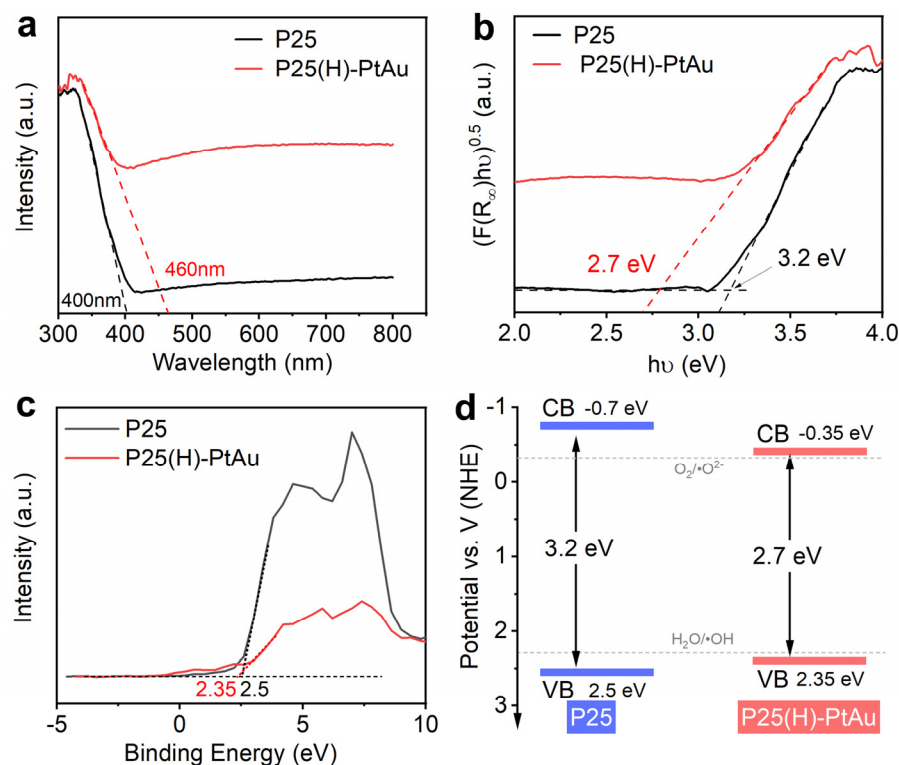 a
P25
P25(H)-PtAu
Intensity (a.u.)
460nm
400nm
300 400 500 600 700 800
Wavelength (nm)
b
P25
P25(H)-PtAu
(F(R∞)hυ)^0.5 (a.u.)
2.7 eV
3.2 eV
2.0 2.5 3.0 3.5 4.0
hυ (eV)
c
P25
P25(H)-PtAu
Intensity (a.u.)
2.35 2.5
-5 0 5 10
Binding Energy (eV)
d
Potential vs. V (NHE)
-1
0
1
2
3
CB -0.7 eV
CB -0.35 eV
O₂/•O²⁻
3.2 eV
2.7 eV
H₂O/•OH
VB 2.5 eV
VB 2.35 eV
P25
P25(H)-PtAu